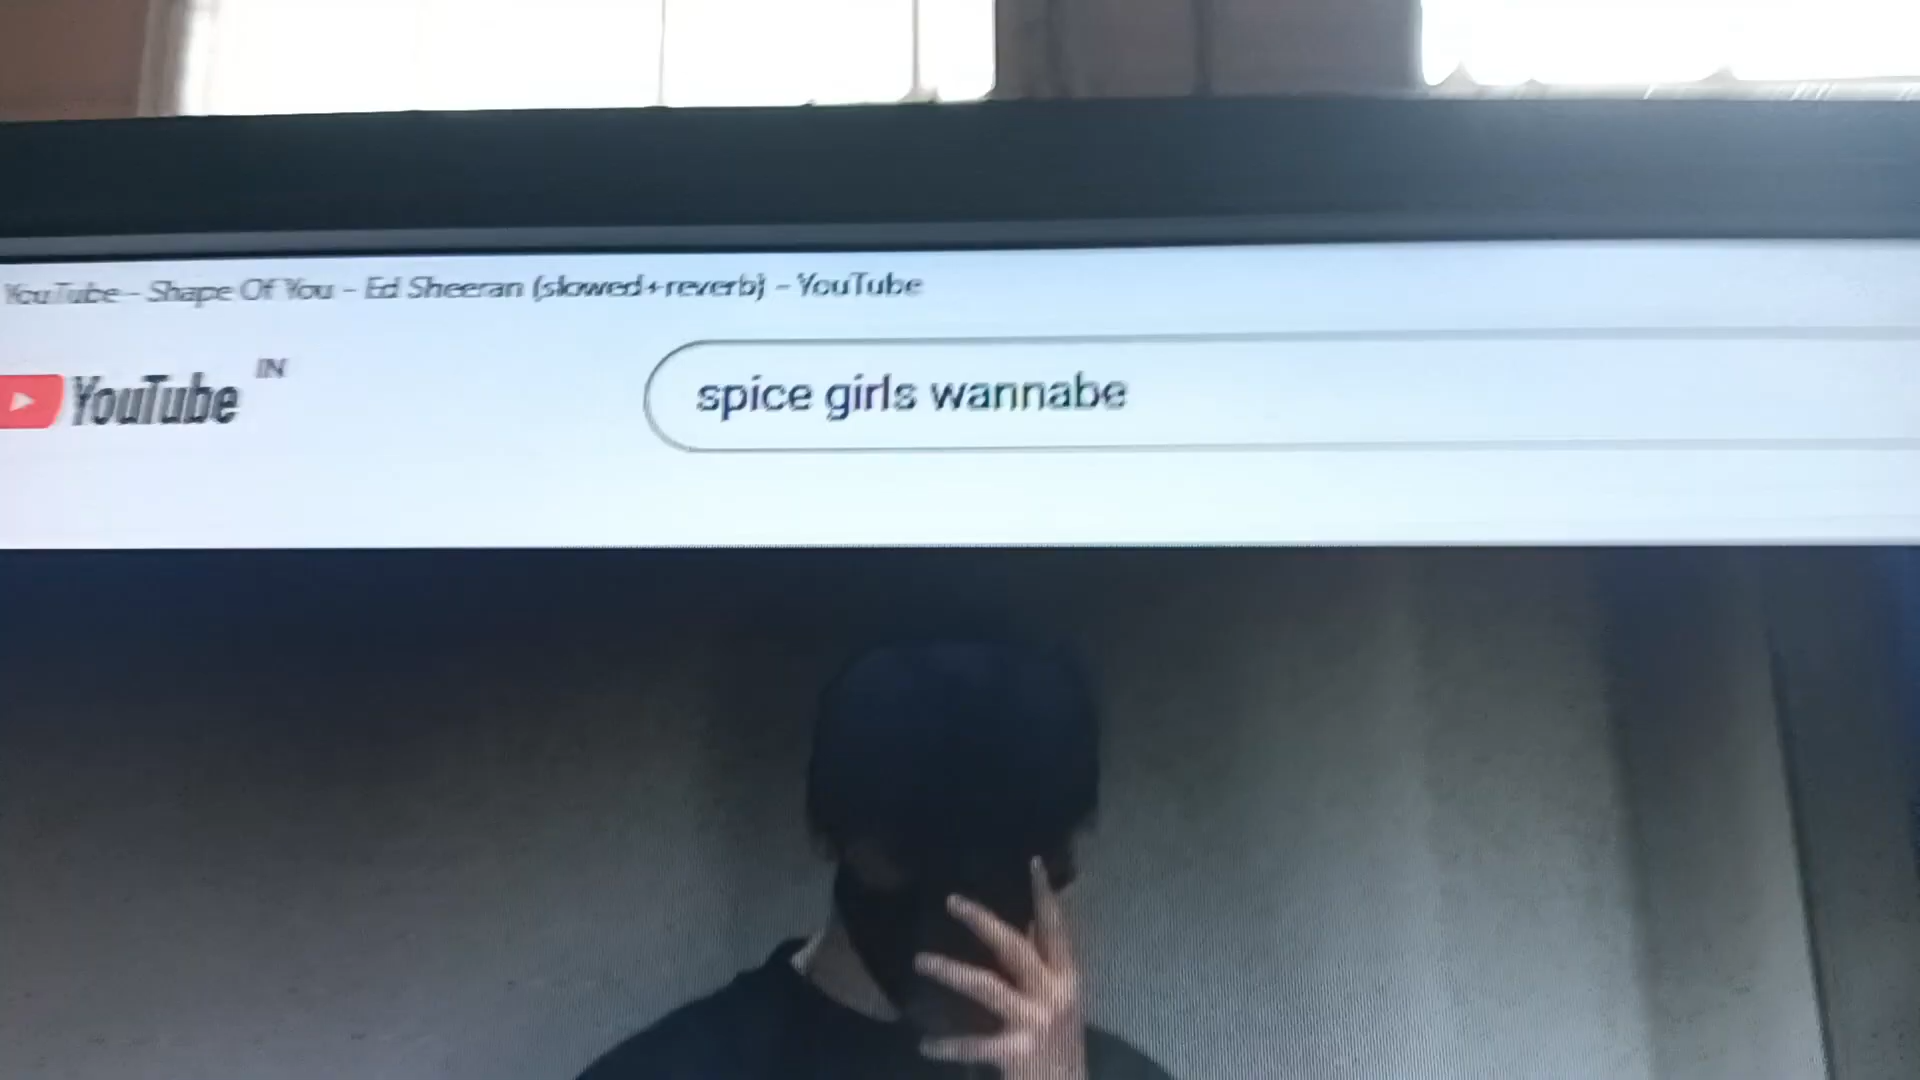 YouTube - Shape Of You - Ed Sheeran (slowed+reverb) - YouTube
YouTube IN
spice girls wannabe